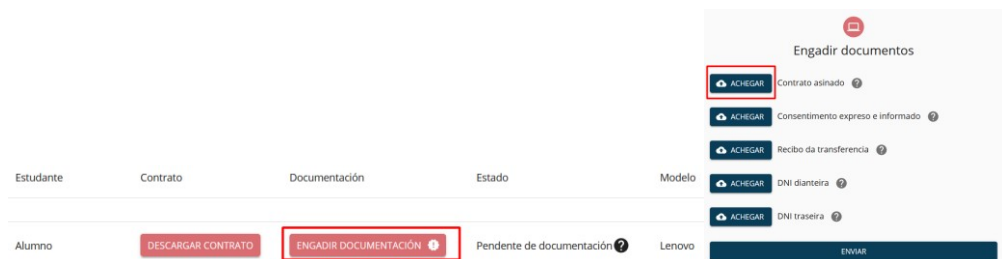 Engadir documentos
ACHEGAR Contrato asinado ?
ACHEGAR Consentimento expreso e informado ?
ACHEGAR Recibo da transferencia ?
ACHEGAR DNI dianteira ?
ACHEGAR DNI traseira ?
ENVIAR
Estudante Contrato Documentación Estado Modelo
Alumno DESCARGAR CONTRATO ENGADIR DOCUMENTACIÓN ! Pendente de documentación ? Lenovo